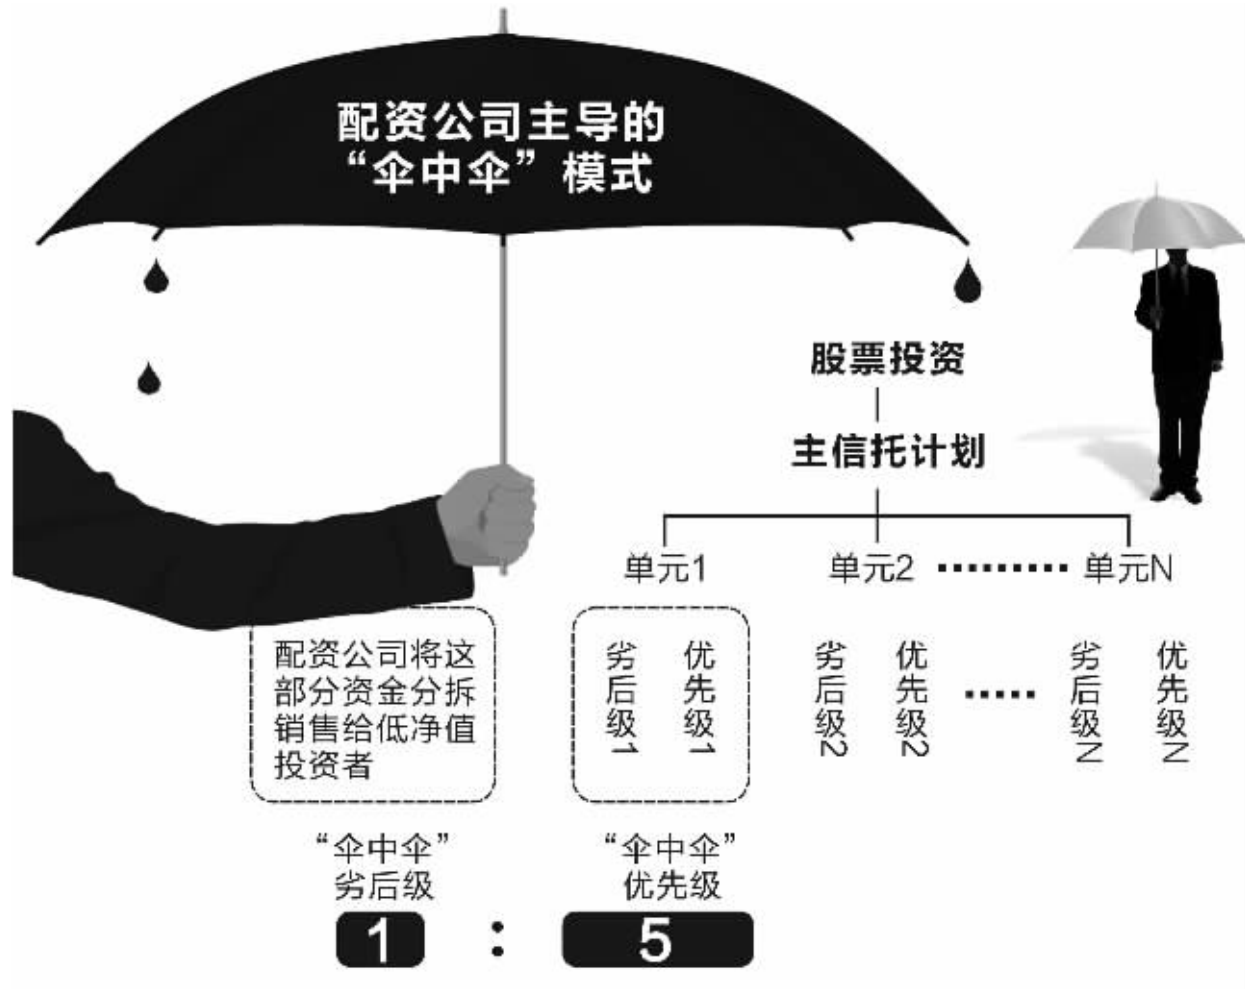 配资公司主导的
“伞中伞”模式
股票投资
主信托计划
单元1 单元2 ········· 单元N
配资公司将这
部分资金分拆
销售给低净值
投资者
劣后级1
优先级1
劣后级2
优先级2
·····
劣后级N
优先级N
“伞中伞”
劣后级
“伞中伞”
优先级
1 : 5